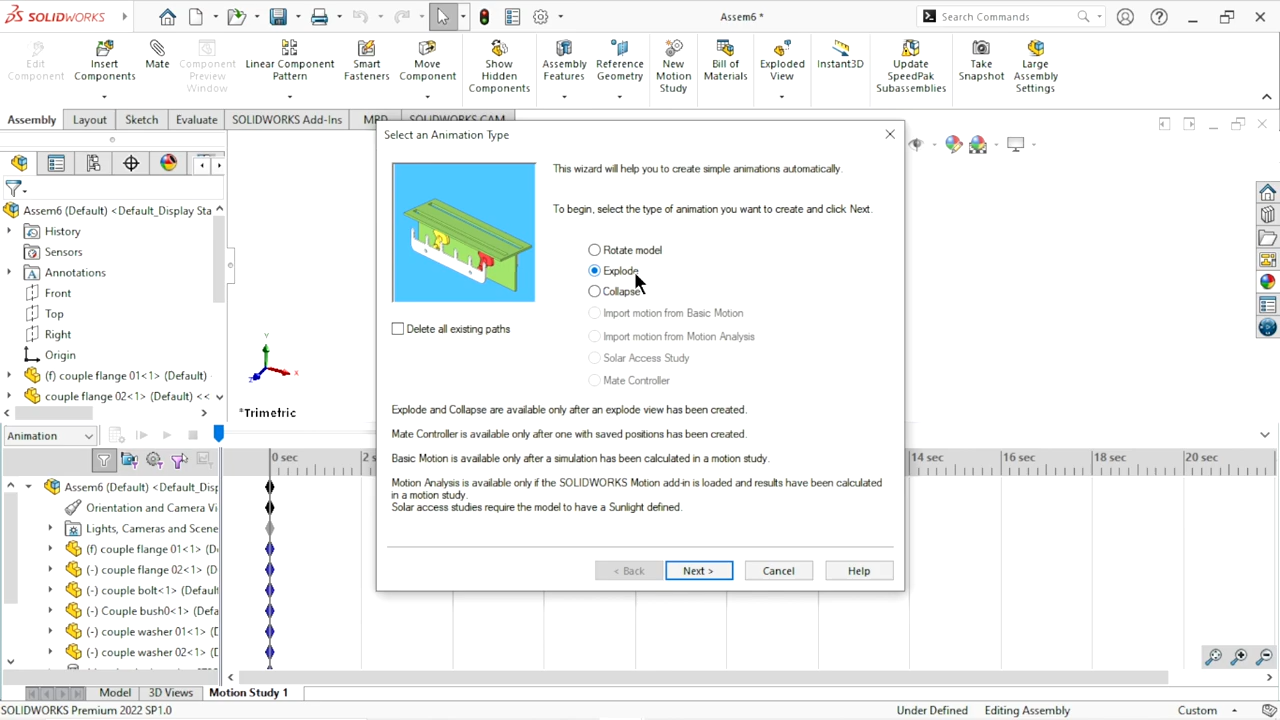 SOLIDWORKS
Assem6 *
Search Commands
Edit Component
Insert Components
Mate
Component Preview Window
Linear Component Pattern
Smart Fasteners
Move Component
Show Hidden Components
Assembly Features
Reference Geometry
New Motion Study
Bill of Materials
Exploded View
Instant3D
Update SpeedPak Subassemblies
Take Snapshot
Large Assembly Settings
Assembly
Layout
Sketch
Evaluate
SOLIDWORKS Add-Ins
MBD
SOLIDWORKS CAM
Select an Animation Type
This wizard will help you to create simple animations automatically.
To begin, select the type of animation you want to create and click Next.
Rotate model
Explode
Collapse
Import motion from Basic Motion
Import motion from Motion Analysis
Solar Access Study
Mate Controller
Delete all existing paths
Explode and Collapse are available only after an explode view has been created.
Mate Controller is available only after one with saved positions has been created.
Basic Motion is available only after a simulation has been calculated in a motion study.
Motion Analysis is available only if the SOLIDWORKS Motion add-in is loaded and results have been calculated
in a motion study.
Solar access studies require the model to have a Sunlight defined.
< Back
Next >
Cancel
Help
Assem6 (Default) <Default_Display Sta
History
Sensors
Annotations
Front
Top
Right
Origin
(f) couple flange 01<1> (Default)
couple flange 02<1> (Default) <<
Y
X
Z
*Trimetric
Animation
0 sec
2 s
14 sec
16 sec
18 sec
20 sec
Assem6 (Default) <Default_Disp
Orientation and Camera Vi
Lights, Cameras and Scene
(f) couple flange 01<1> (D
(-) couple flange 02<1> (D
(-) couple bolt<1> (Default
(-) Couple bush0<1> (Defa
(-) couple washer 01<1> (D
(-) couple washer 02<1> (D
Model
3D Views
Motion Study 1
SOLIDWORKS Premium 2022 SP1.0
Under Defined
Editing Assembly
Custom